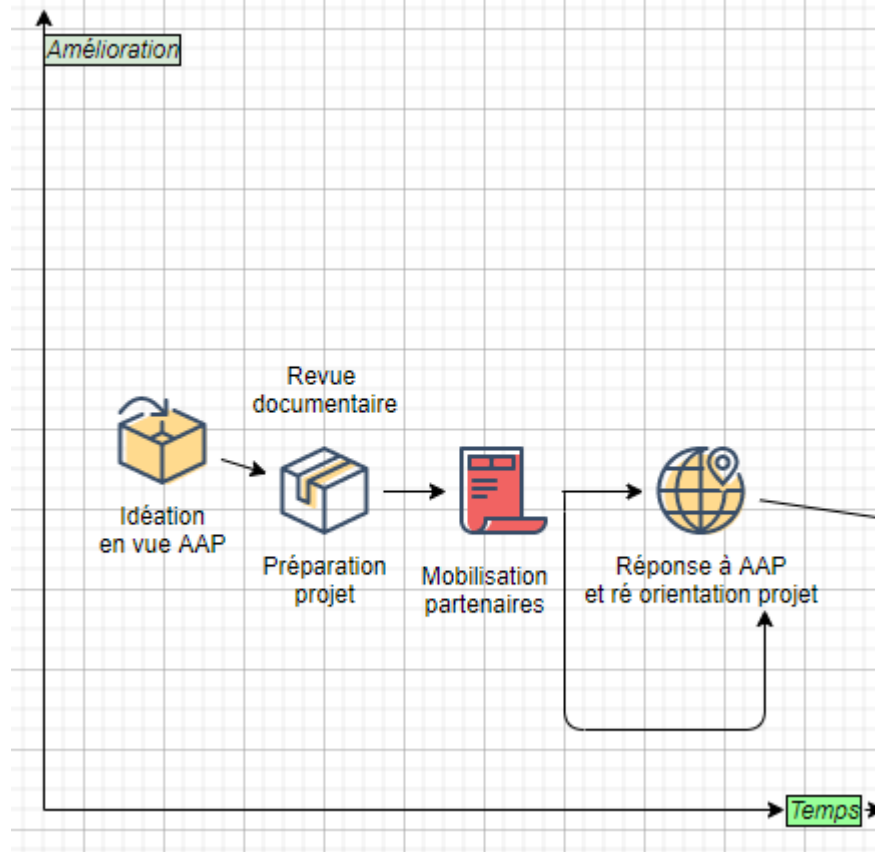 Amélioration
Revue
documentaire
Idéation
en vue AAP
Préparation
projet
Mobilisation
partenaires
Réponse à AAP
et ré orientation projet
Temps